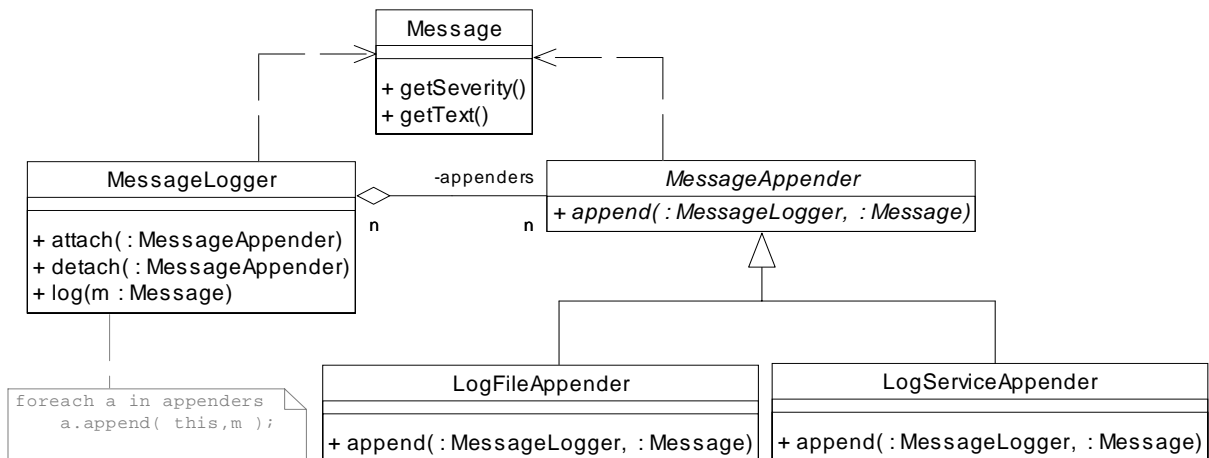 Message
+ getSeverity()
+ getText()
MessageLogger
+ attach( : MessageAppender)
+ detach( : MessageAppender)
+ log(m : Message)
-appenders
n
n
MessageAppender
+ append( : MessageLogger, : Message)
foreach a in appenders
a.append( this,m );
LogFileAppender
+ append( : MessageLogger, : Message)
LogServiceAppender
+ append( : MessageLogger, : Message)